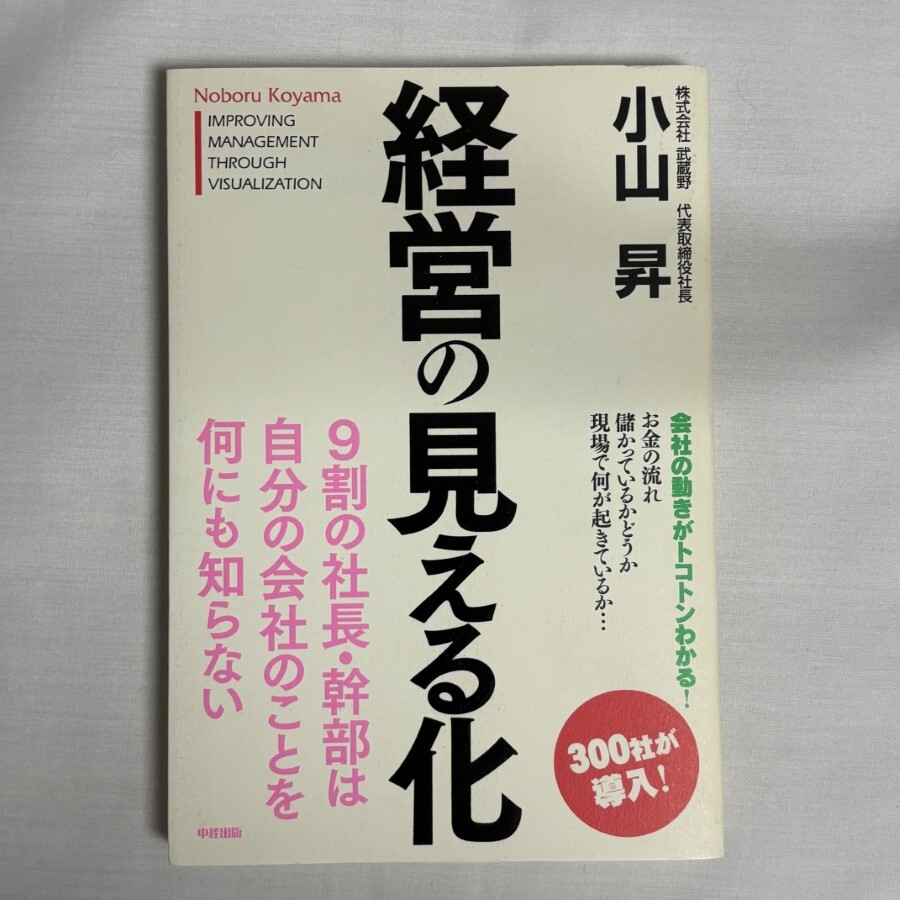 Noboru Koyama
IMPROVING
MANAGEMENT
THROUGH
VISUALIZATION
経営の見える化
株式会社 武蔵野 代表取締役社長
小山 昇
会社の動きがトコトンわかる!
お金の流れ
儲かっているかどうか
現場で何が起きているか…
300社が
導入!
9割の社長・幹部は
自分の会社のことを
何にも知らない
中経出版